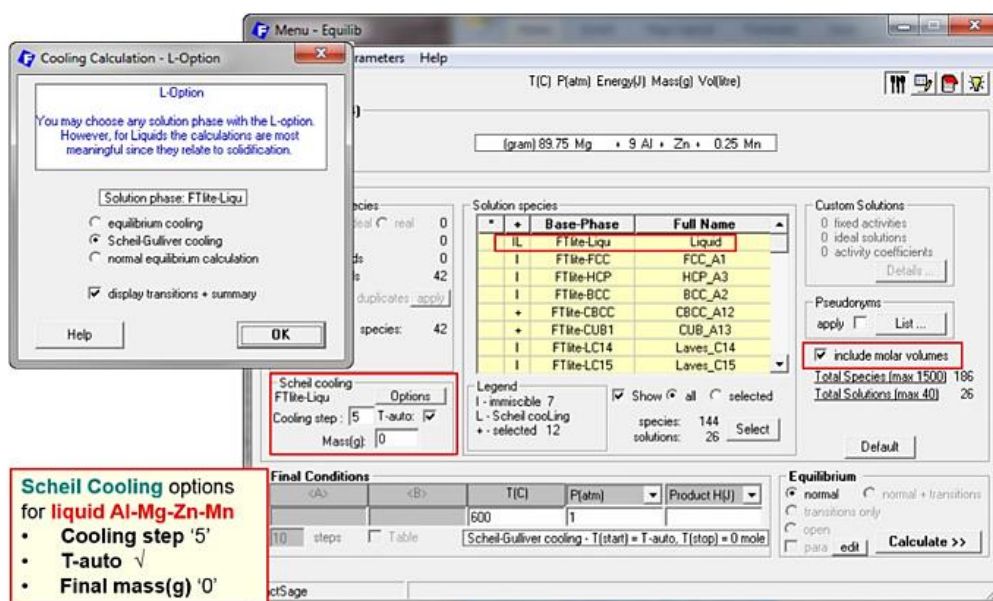 Menu - Equilib
Cooling Calculation - L-Option
rameters Help
T(C) P(atm) Energy(J) Mass(g) Vol(litre)
L-Option
You may choose any solution phase with the L-option.
However, for Liquids the calculations are most
meaningful since they relate to solidification.
(gram) 89.75 Mg + 9 Al + Zn + 0.25 Mn
Solution phase: FTlite-Liqu
equilibrium cooling
Scheil-Gulliver cooling
normal equilibrium calculation
display transitions + summary
Help OK
ecies
real 0
0
0
42
duplicates apply
species: 42
Scheil cooling
FTlite-Liqu Options
Cooling step : 5 T-auto:
Mass(g): 0
Solution species
* + Base-Phase Full Name
IL FTlite-Liqu Liquid
I FTlite-FCC FCC_A1
I FTlite-HCP HCP_A3
I FTlite-BCC BCC_A2
+ FTlite-CBCC CBCC_A12
+ FTlite-CUB1 CUB_A13
I FTlite-LC14 Laves_C14
I FTlite-LC15 Laves_C15
Legend
I - immiscible 7
L - Scheil cooLing
+ - selected 12
Show all selected
species: 144
solutions: 26 Select
Custom Solutions
0 fixed activities
0 ideal solutions
0 activity coefficients
Details ...
Pseudonyms
apply List ...
include molar volumes
Total Species (max 1500) 186
Total Solutions (max 40) 26
Default
Final Conditions
<A> <B> T(C) P(atm) Product H(J)
600 1
10 steps Table Scheil-Gulliver cooling - T(start) = T-auto, T(stop) = 0 mole
Equilibrium
normal normal + transitions
transitions only
open
para edit Calculate >>
ctSage
Scheil Cooling options
for liquid Al-Mg-Zn-Mn
• Cooling step '5'
• T-auto √
• Final mass(g) '0'